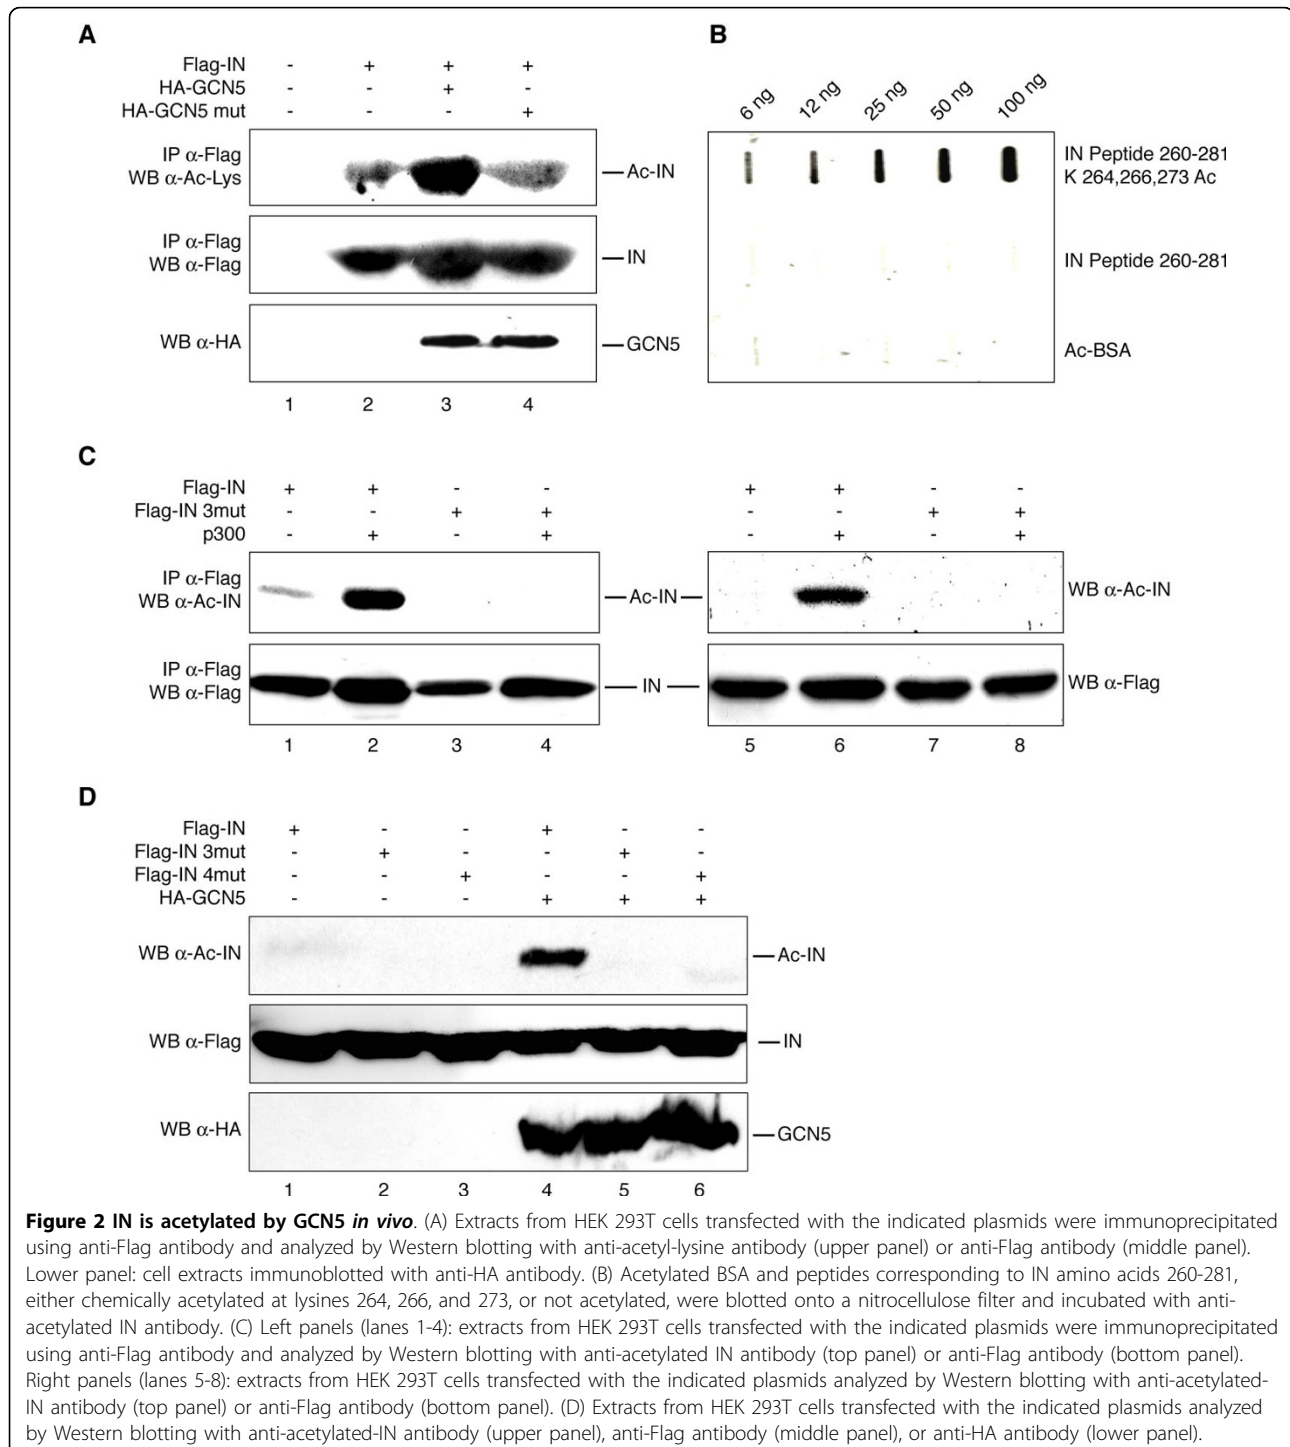 A
Flag-IN - + + +
HA-GCN5 - - + -
HA-GCN5 mut - - - +
IP α-Flag
WB α-Ac-Lys
Ac-IN
IP α-Flag
WB α-Flag
IN
WB α-HA
GCN5
1 2 3 4
B
6 ng 12 ng 25 ng 50 ng 100 ng
IN Peptide 260-281
K 264,266,273 Ac
IN Peptide 260-281
Ac-BSA
C
Flag-IN + + - - + + - -
Flag-IN 3mut - - + + - - + +
p300 - + - + - + - +
IP α-Flag
WB α-Ac-IN
Ac-IN
WB α-Ac-IN
IP α-Flag
WB α-Flag
IN
WB α-Flag
1 2 3 4 5 6 7 8
D
Flag-IN + - - + - -
Flag-IN 3mut - + - - + -
Flag-IN 4mut - - + - - +
HA-GCN5 - - - + + +
WB α-Ac-IN
Ac-IN
WB α-Flag
IN
WB α-HA
GCN5
1 2 3 4 5 6
Figure 2 IN is acetylated by GCN5 in vivo. (A) Extracts from HEK 293T cells transfected with the indicated plasmids were immunoprecipitated
using anti-Flag antibody and analyzed by Western blotting with anti-acetyl-lysine antibody (upper panel) or anti-Flag antibody (middle panel).
Lower panel: cell extracts immunoblotted with anti-HA antibody. (B) Acetylated BSA and peptides corresponding to IN amino acids 260-281,
either chemically acetylated at lysines 264, 266, and 273, or not acetylated, were blotted onto a nitrocellulose filter and incubated with anti-
acetylated IN antibody. (C) Left panels (lanes 1-4): extracts from HEK 293T cells transfected with the indicated plasmids were immunoprecipitated
using anti-Flag antibody and analyzed by Western blotting with anti-acetylated IN antibody (top panel) or anti-Flag antibody (bottom panel).
Right panels (lanes 5-8): extracts from HEK 293T cells transfected with the indicated plasmids analyzed by Western blotting with anti-acetylated-
IN antibody (top panel) or anti-Flag antibody (bottom panel). (D) Extracts from HEK 293T cells transfected with the indicated plasmids analyzed
by Western blotting with anti-acetylated-IN antibody (upper panel), anti-Flag antibody (middle panel), or anti-HA antibody (lower panel).